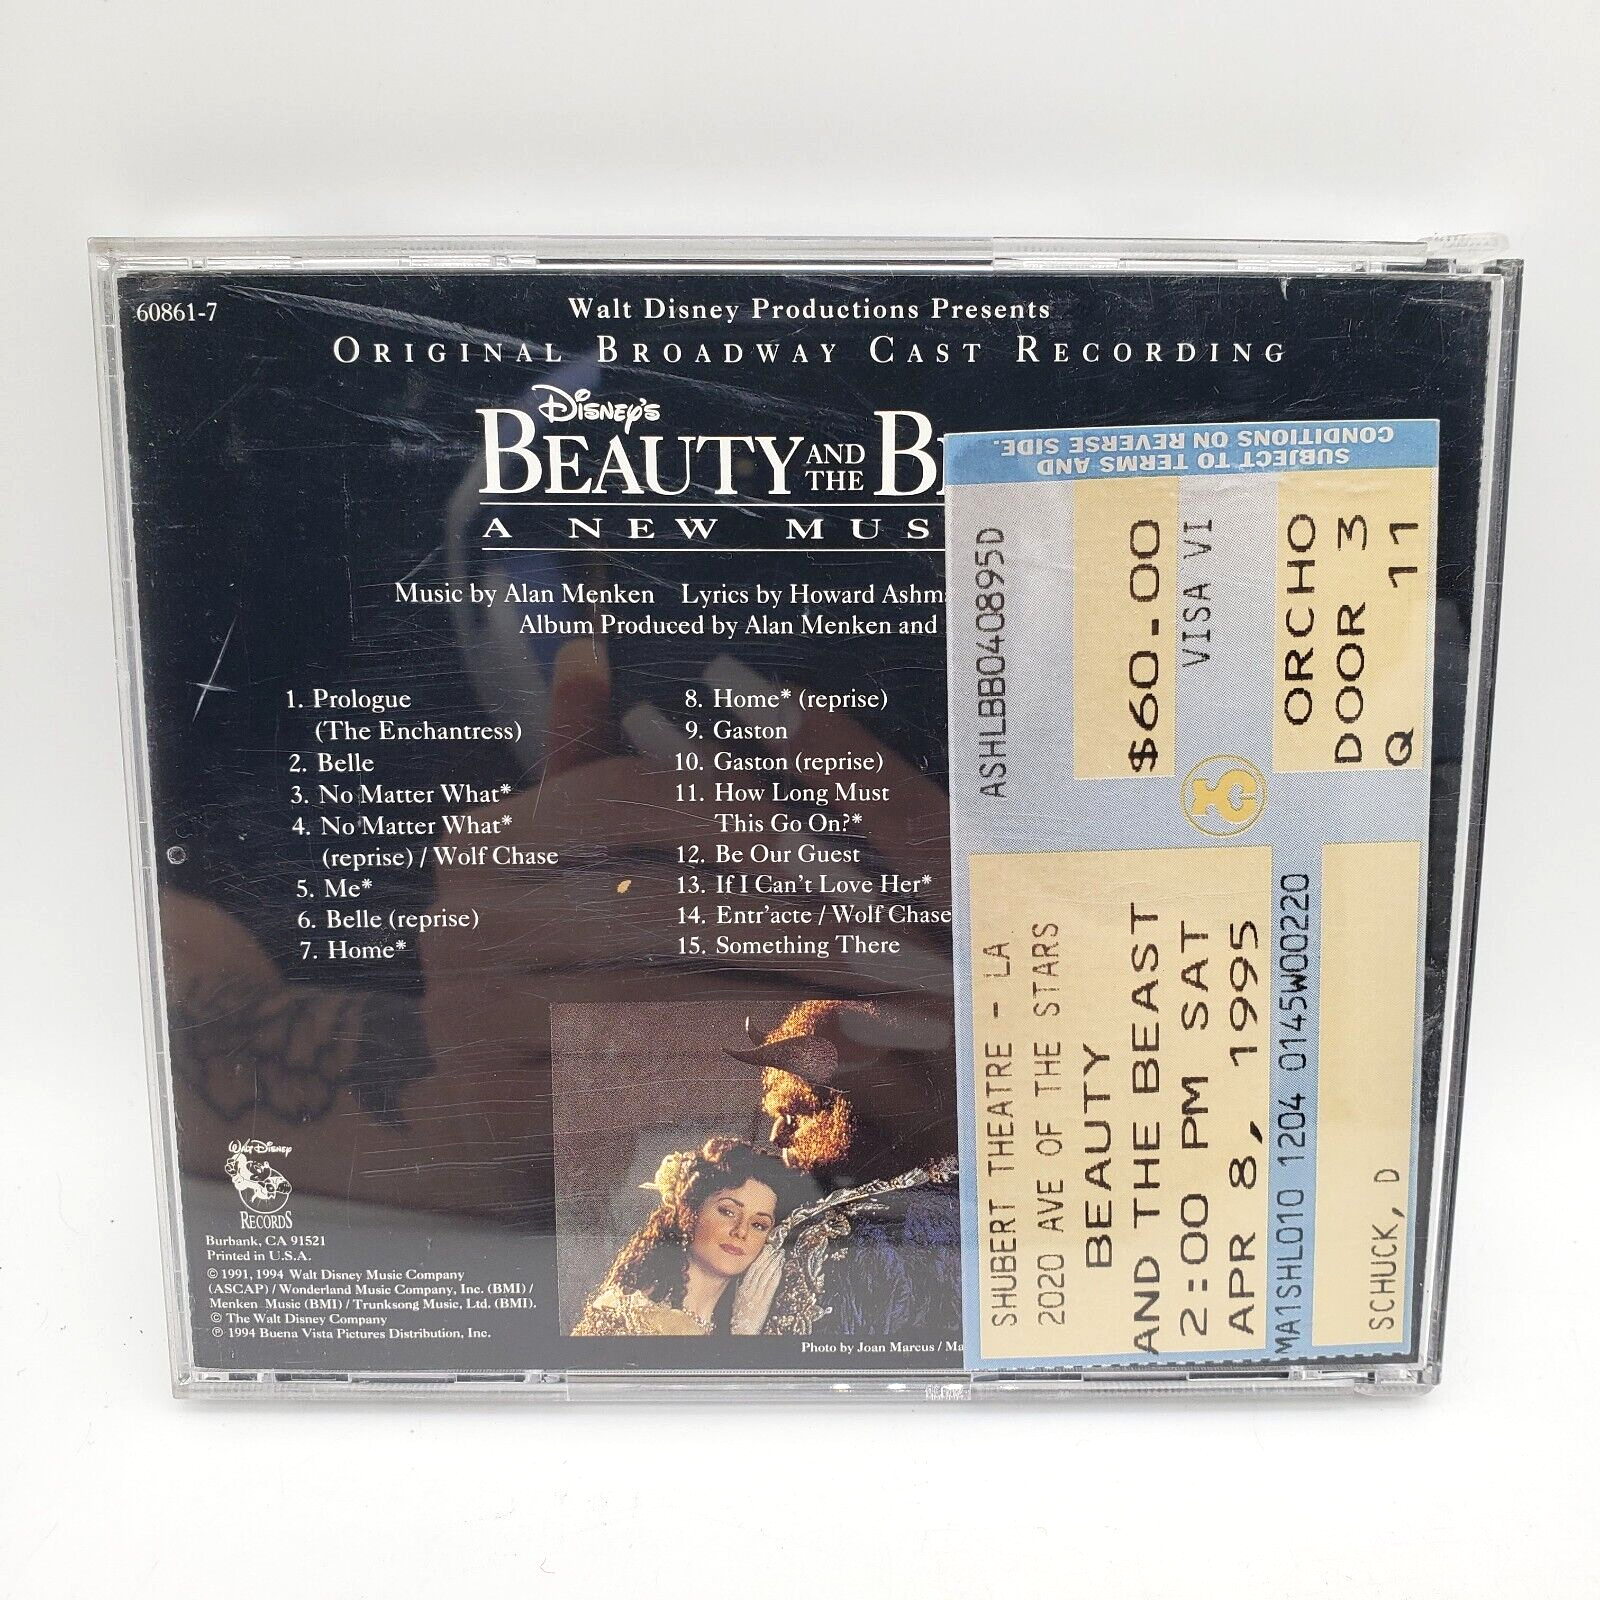 60861-7
Walt Disney Productions Presents
ORIGINAL BROADWAY CAST RECORDING
Disney's
BEAUTY AND THE B
A NEW MUS
Music by Alan Menken Lyrics by Howard Ashm
Album Produced by Alan Menken and
1. Prologue
(The Enchantress)
2. Belle
3. No Matter What*
4. No Matter What*
(reprise) / Wolf Chase
5. Me*
6. Belle (reprise)
7. Home*
8. Home* (reprise)
9. Gaston
10. Gaston (reprise)
11. How Long Must
This Go On?*
12. Be Our Guest
13. If I Can't Love Her*
14. Entr'acte / Wolf Chase
15. Something There
WALT DISNEY
RECORDS
Burbank, CA 91521
Printed in U.S.A.
© 1991, 1994 Walt Disney Music Company
(ASCAP) / Wonderland Music Company, Inc. (BMI) /
Menken Music (BMI) / Trunksong Music, Ltd. (BMI).
© The Walt Disney Company
℗ 1994 Buena Vista Pictures Distribution, Inc.
Photo by Joan Marcus / Ma
SUBJECT TO TERMS AND
CONDITIONS ON REVERSE SIDE.
ASHLBB040895D
$60.00
VISA VI
ORCHO
DOOR 3
Q 11
SHUBERT THEATRE - LA
2020 AVE OF THE STARS
BEAUTY
AND THE BEAST
2:00 PM SAT
APR 8, 1995
MA1SHL010 1204 0145W00220
SCHUCK, D